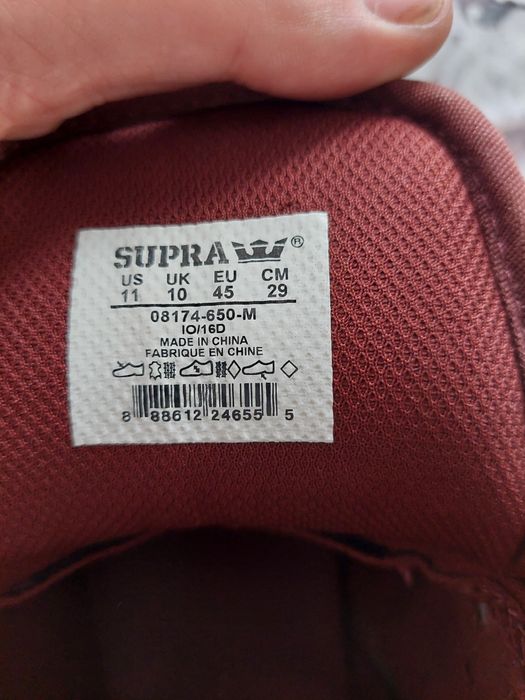 SUPRA ®
US UK EU CM
11 10 45 29
08174-650-M
IO/16D
MADE IN CHINA
FABRIQUE EN CHINE
8 88612 24655 5